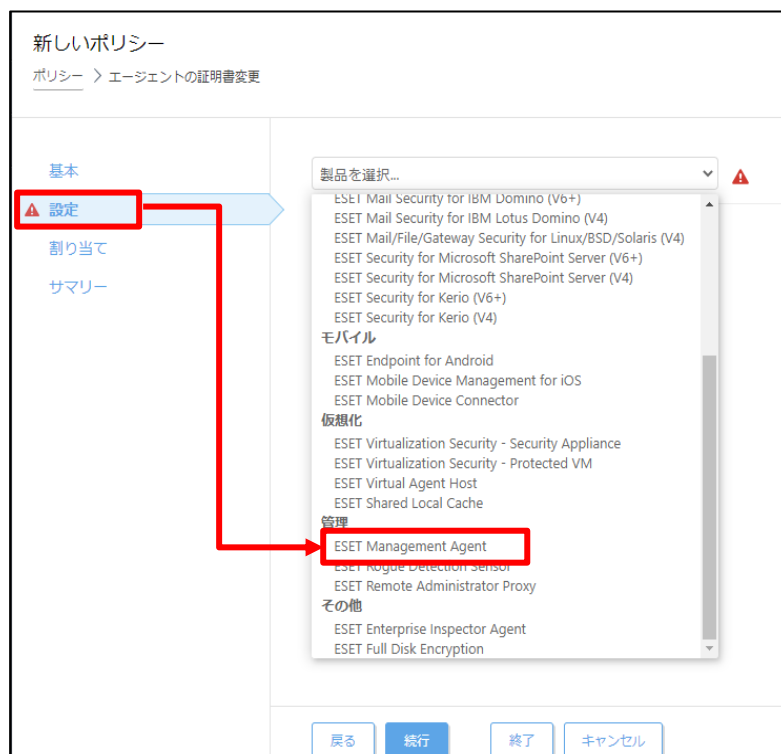 新しいポリシー
ポリシー > エージェントの証明書変更
基本
設定
割り当て
サマリー
製品を選択...
ESET Mail Security for IBM Domino (V6+)
ESET Mail Security for IBM Lotus Domino (V4)
ESET Mail/File/Gateway Security for Linux/BSD/Solaris (V4)
ESET Security for Microsoft SharePoint Server (V6+)
ESET Security for Microsoft SharePoint Server (V4)
ESET Security for Kerio (V6+)
ESET Security for Kerio (V4)
モバイル
ESET Endpoint for Android
ESET Mobile Device Management for iOS
ESET Mobile Device Connector
仮想化
ESET Virtualization Security - Security Appliance
ESET Virtualization Security - Protected VM
ESET Virtual Agent Host
ESET Shared Local Cache
管理
ESET Management Agent
ESET Rogue Detection Sensor
ESET Remote Administrator Proxy
その他
ESET Enterprise Inspector Agent
ESET Full Disk Encryption
戻る 続行 終了 キャンセル